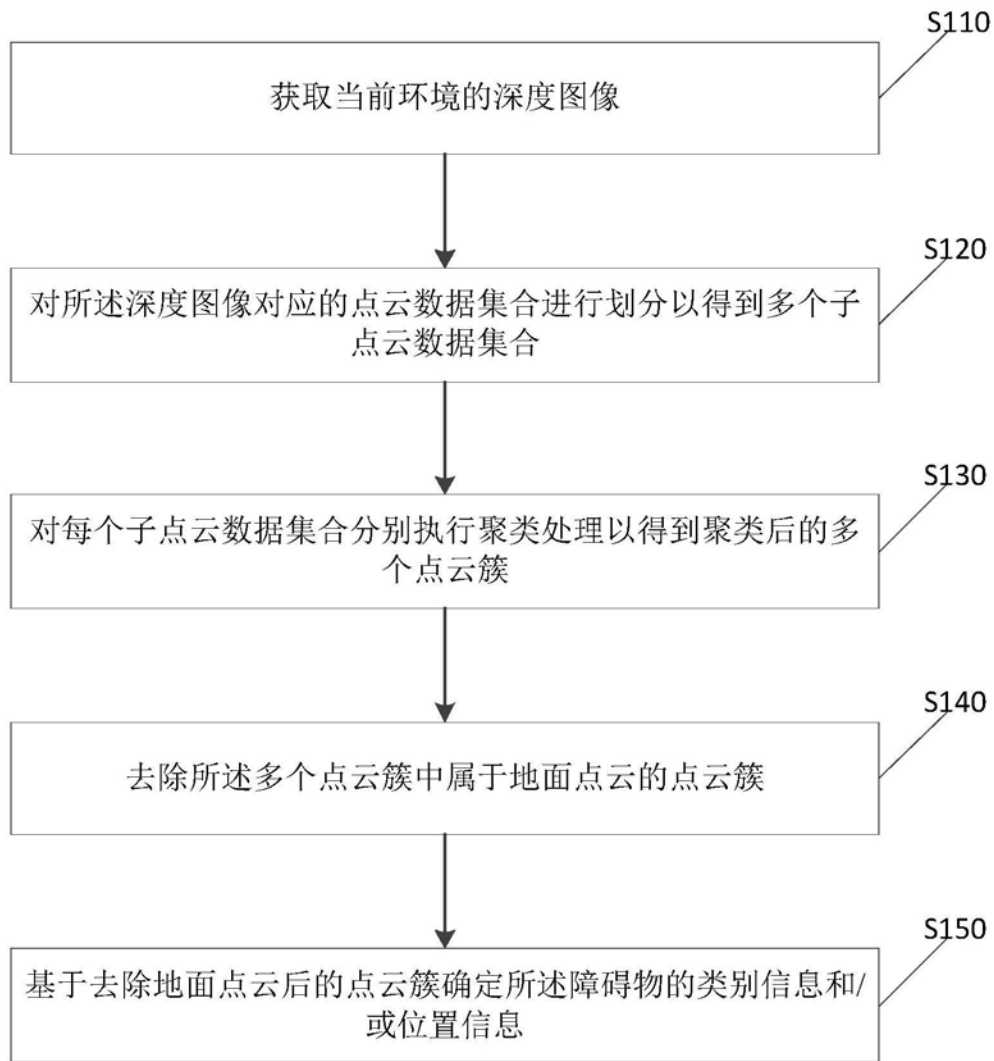 S110
获取当前环境的深度图像
S120
对所述深度图像对应的点云数据集合进行划分以得到多个子
点云数据集合
S130
对每个子点云数据集合分别执行聚类处理以得到聚类后的多
个点云簇
S140
去除所述多个点云簇中属于地面点云的点云簇
S150
基于去除地面点云后的点云簇确定所述障碍物的类别信息和/
或位置信息